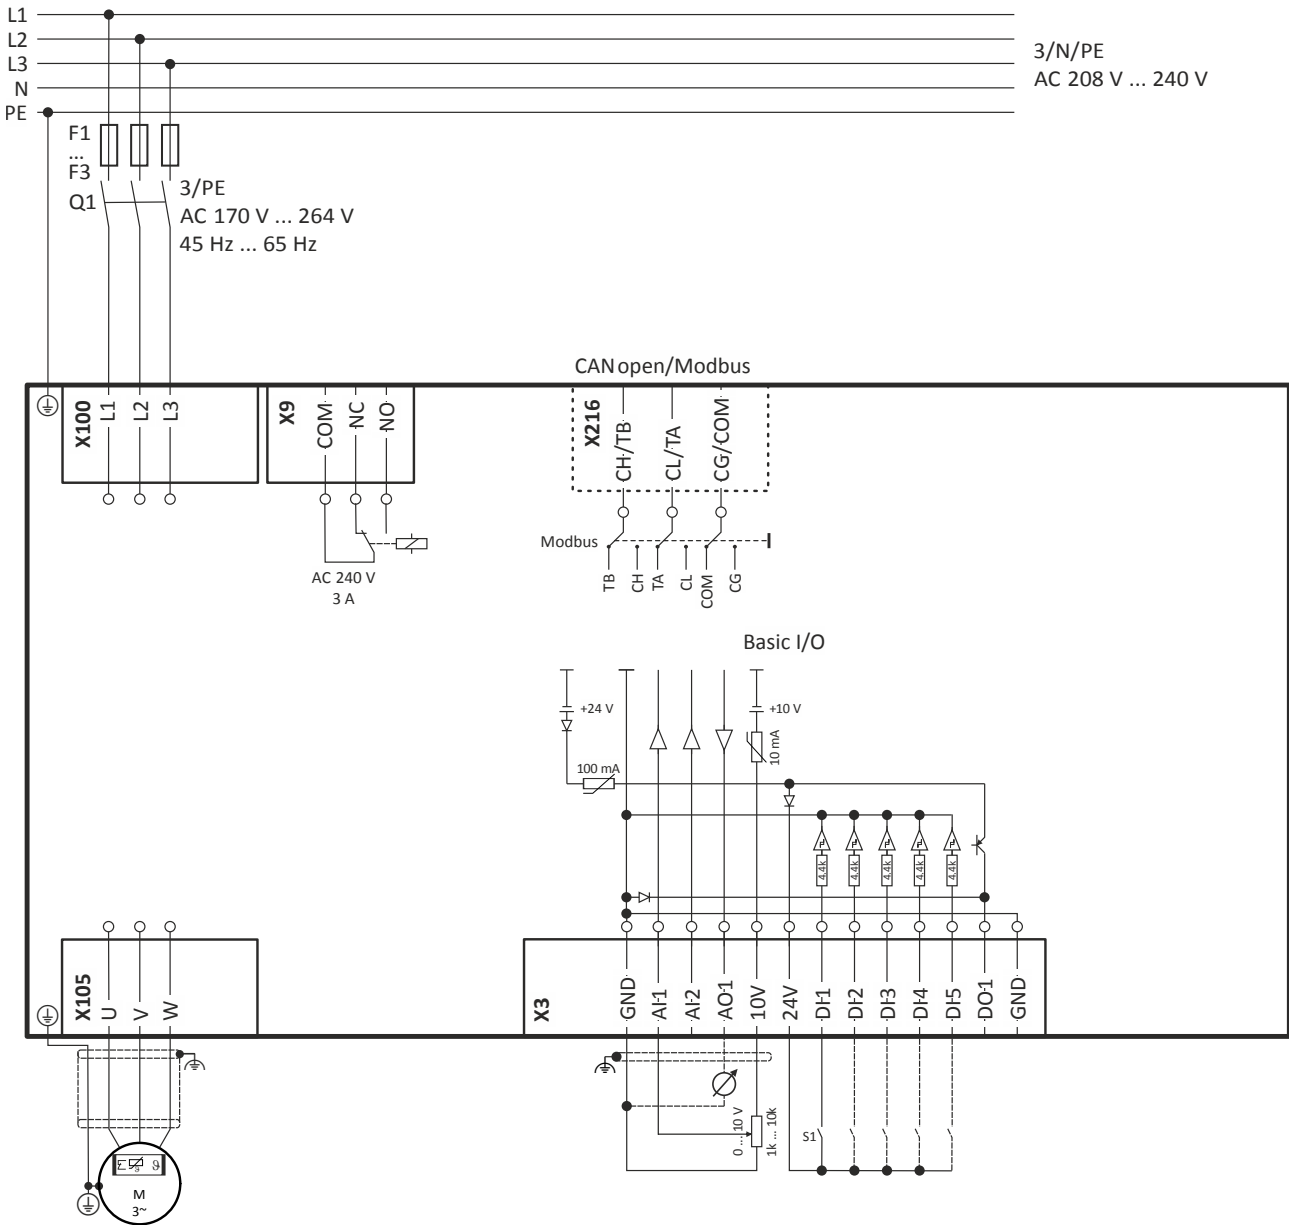 L1
L2
L3
N
PE
3/N/PE
AC 208 V ... 240 V
F1
...
F3
Q1
3/PE
AC 170 V ... 264 V
45 Hz ... 65 Hz
CANopen/Modbus
X100
L1
L2
L3
X9
COM
NC
NO
X216
CH/TB
CL/TA
CG/COM
AC 240 V
3 A
Modbus
TB
CH
TA
CL
COM
CG
Basic I/O
+24 V
+10 V
10 mA
100 mA
4.4k
4.4k
4.4k
4.4k
4.4k
X105
U
V
W
X3
GND
AI1
AI2
AO1
10V
24V
DI1
DI2
DI3
DI4
DI5
DO1
GND
0 ... 10 V
1k ... 10k
S1
ϑ
M
3~